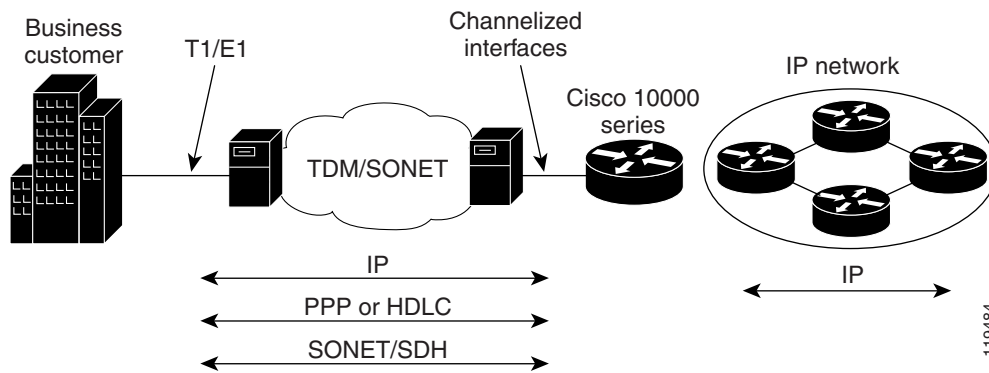 Business
customer
T1/E1
Channelized
interfaces
IP network
Cisco 10000
series
TDM/SONET
IP
IP
PPP or HDLC
SONET/SDH
119484